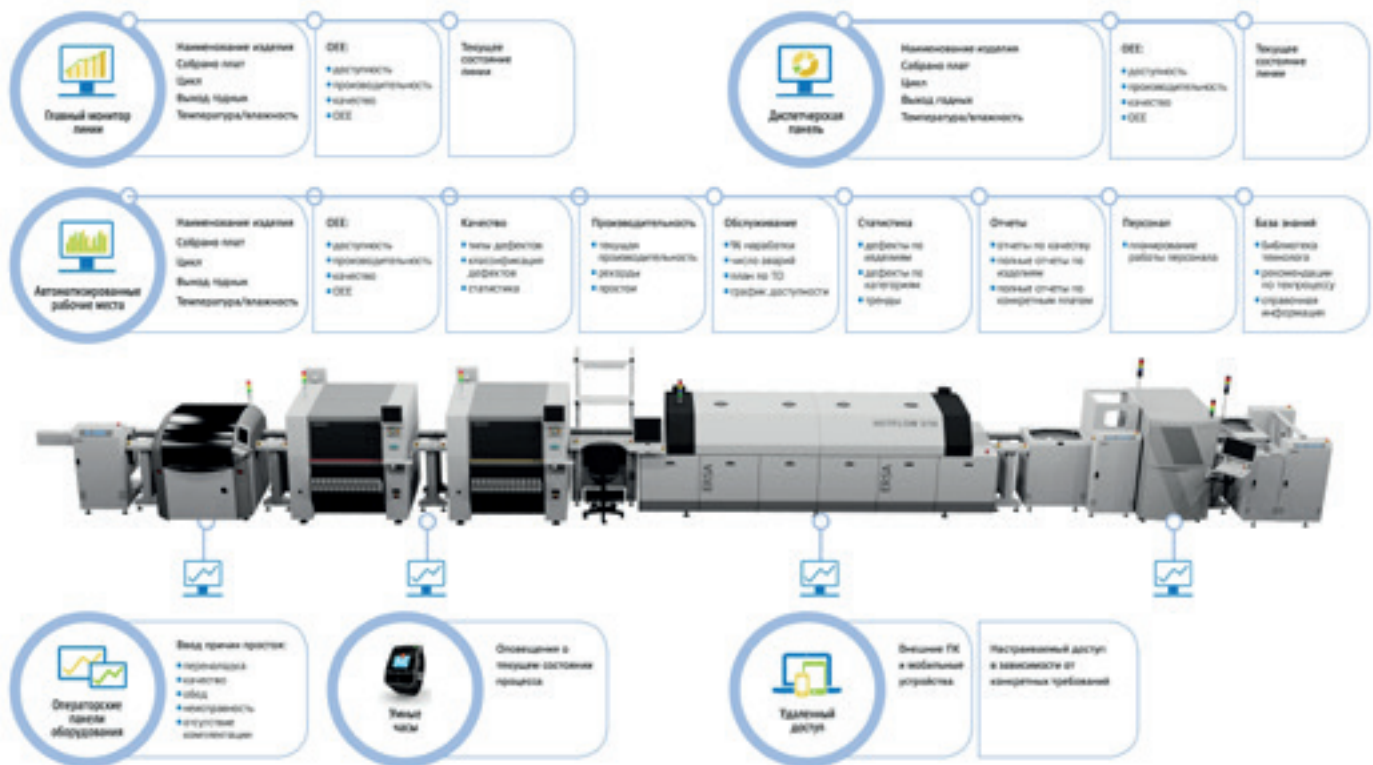 Главный монитор
линии
Наименование изделия
Собрано плат
Цикл
Выход годных
Температура/влажность
OEE:
доступность
производительность
качество
OEE
Текущее
состояние
линии
Диспетчерская
панель
Наименование изделия
Собрано плат
Цикл
Выход годных
Температура/влажность
OEE:
доступность
производительность
качество
OEE
Текущее
состояние
линии
Автоматизированные
рабочие места
Наименование изделия
Собрано плат
Цикл
Выход годных
Температура/влажность
OEE:
доступность
производительность
качество
OEE
Качество
типы дефектов
классификация
дефектов
статистика
Производительность
текущая
производительность
рекорды
простои
Обслуживание
наработки
число аварий
план по ТО
график доступности
Статистика
дефекты по
изделиям
дефекты по
категориям
тренды
Отчеты
отчеты по качеству
полные отчеты по
изделиям
полные отчеты по
конкретным платам
Персонал
планирование
работы персонала
База знаний
библиотека
технолога
рекомендации
по техпроцессу
справочная
информация
HOTFLOW
ERSA
ERSA
Операторские
панели
оборудования
Ввод причин простоя:
переналадка
качество
обед
неисправность
отсутствие
комплектации
Умные
часы
Оповещения о
текущем состоянии
процесса
Удаленный
доступ
Внешние ПК
и мобильные
устройства
Настраиваемый доступ
в зависимости от
конкретных требований